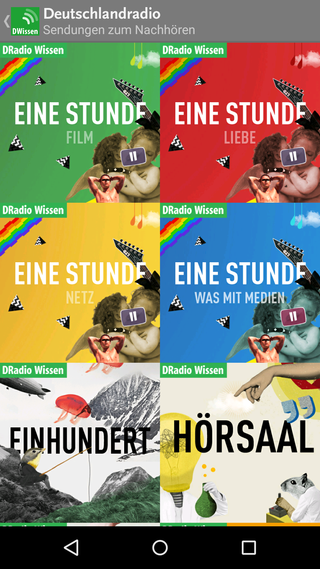 Deutschlandradio
DWissen
Sendungen zum Nachhören
DRadio Wissen
EINE STUNDE
FILM
DRadio Wissen
EINE STUNDE
LIEBE
DRadio Wissen
EINE STUNDE
NETZ
DRadio Wissen
EINE STUNDE
WAS MIT MEDIEN
DRadio Wissen
EINHUNDERT
DRadio Wissen
HÖRSAAL